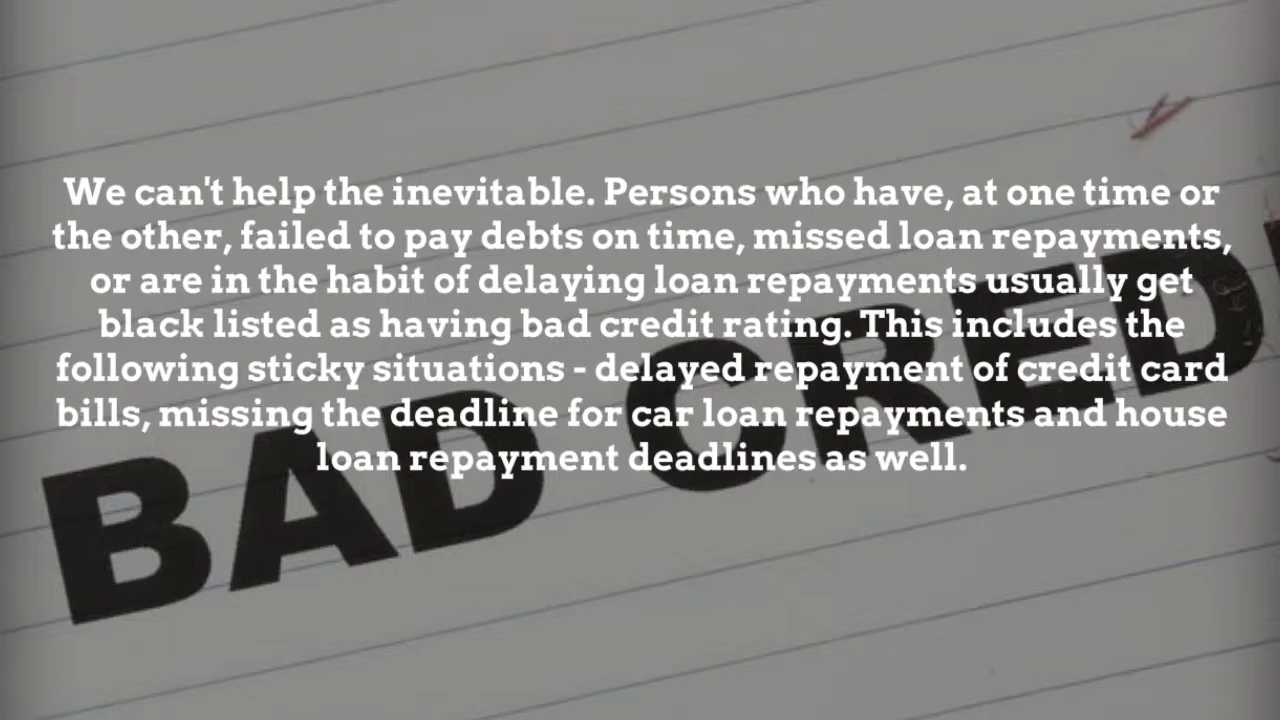 We can't help the inevitable. Persons who have, at one time or
the other, failed to pay debts on time, missed loan repayments,
or are in the habit of delaying loan repayments usually get
black listed as having bad credit rating. This includes the
following sticky situations - delayed repayment of credit card
bills, missing the deadline for car loan repayments and house
loan repayment deadlines as well.
BAD CRED